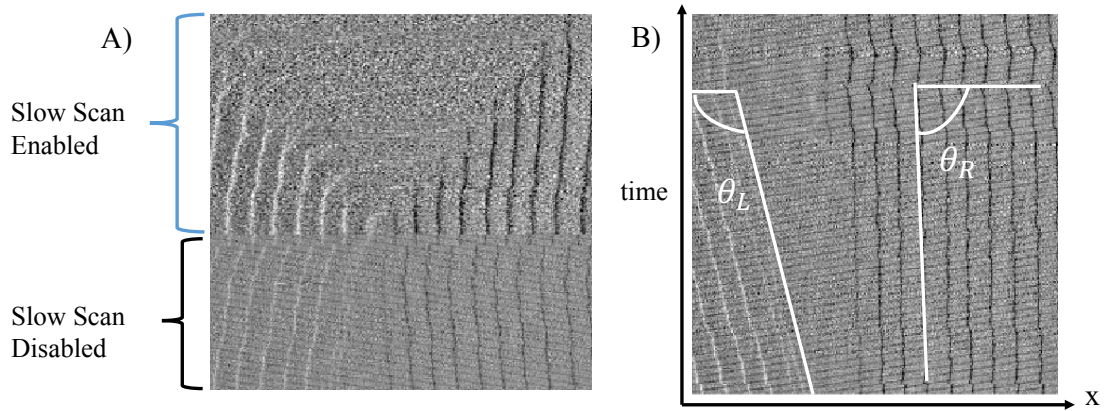 A)
Slow Scan
Enabled
Slow Scan
Disabled
B)
time
θL
θR
x